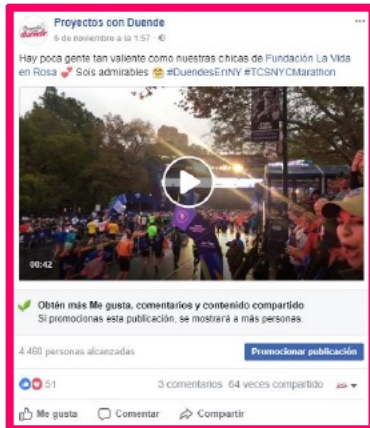 Proyectos con Duende
6 de noviembre a la 1:57
Hay poca gente tan valiente como nuestras chicas de Fundación La Vida
en Rosa 💕 Sois admirables 🤗 #DuendesEnNY #TCSNYCMarathon
00:42
Obtén más Me gusta, comentarios y contenido compartido
Si promocionas esta publicación, se mostrará a más personas.
4.460 personas alcanzadas
Promocionar publicación
51
3 comentarios 64 veces compartido
Me gusta Comentar Compartir